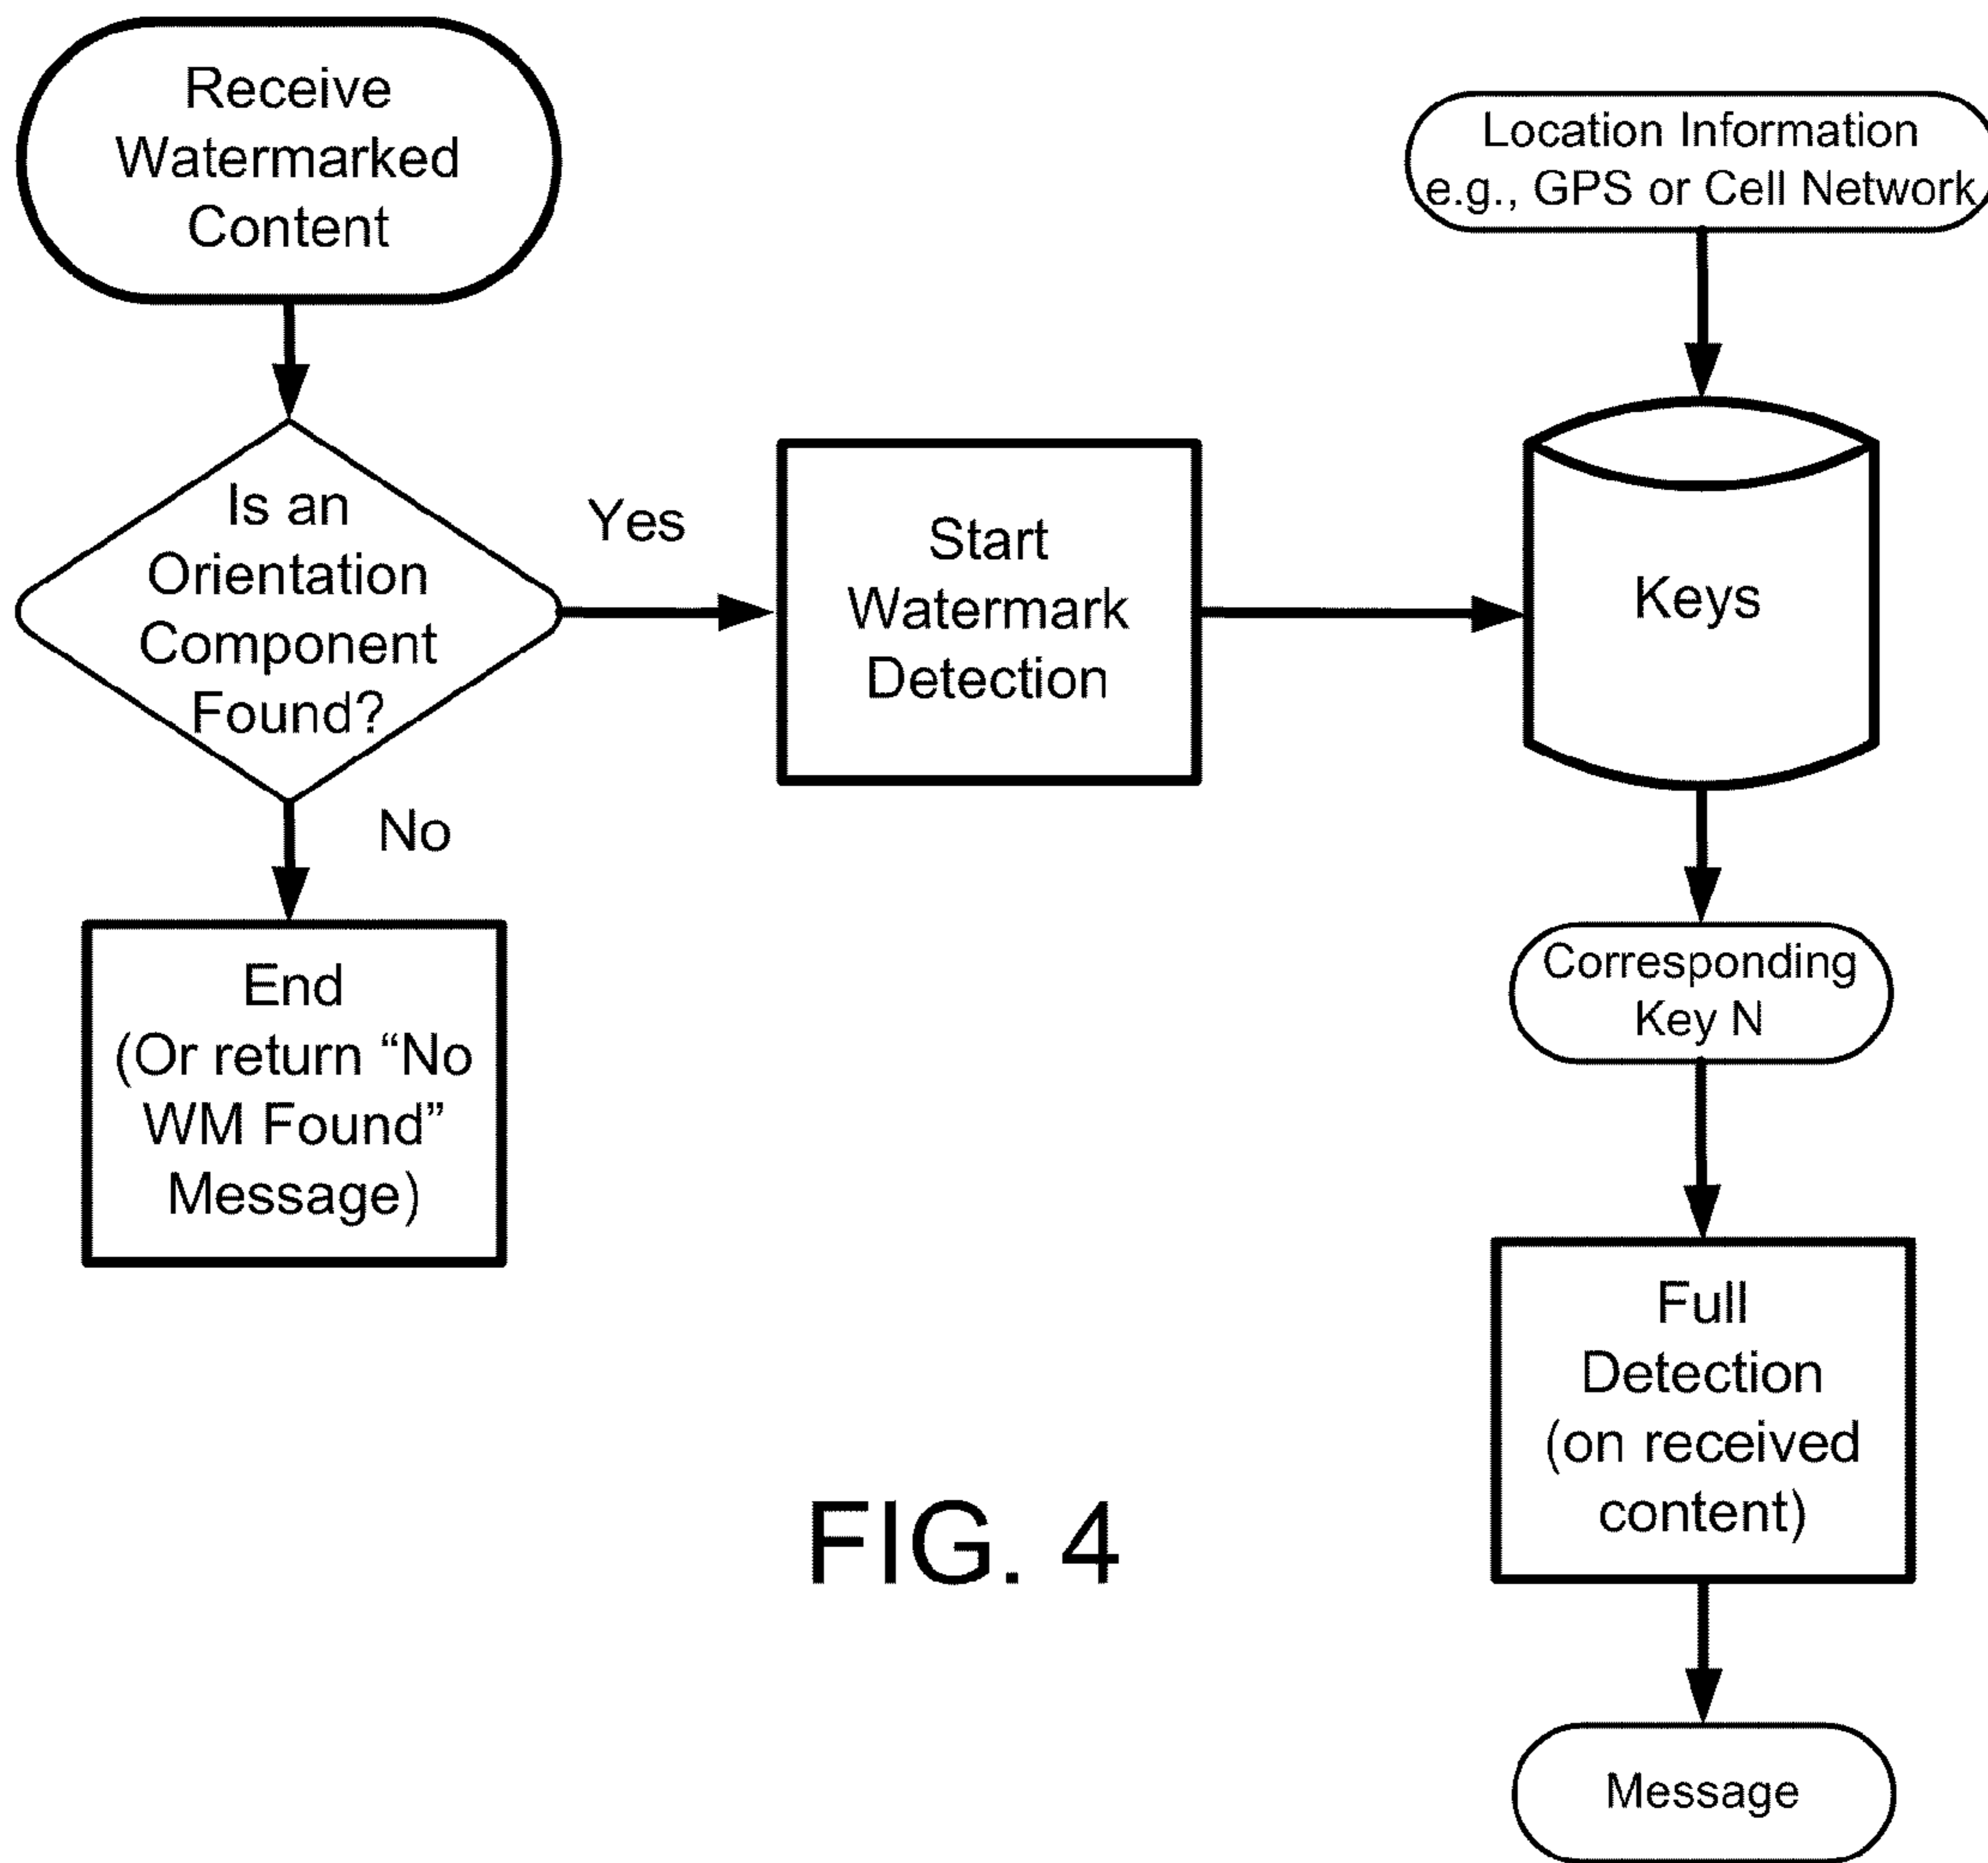 Receive
Watermarked
Content
Location Information
e.g., GPS or Cell Network
Is an
Orientation
Component
Found?
Yes
Start
Watermark
Detection
Keys
No
End
(Or return “No
WM Found”
Message)
Corresponding
Key N
Full
Detection
(on received
content)
FIG. 4
Message